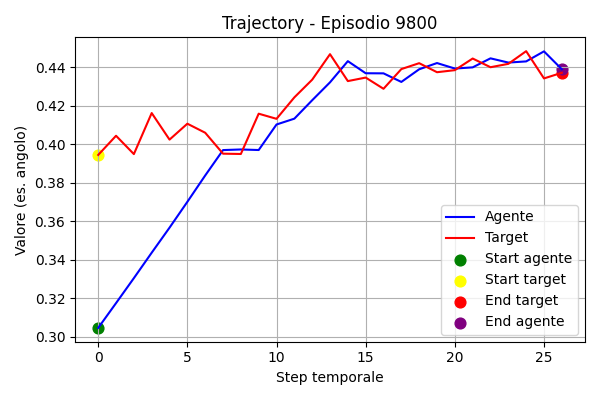 Trajectory - Episodio 9800
Valore (es. angolo)
0.44
0.42
0.40
0.38
0.36
0.34
0.32
0.30
0
5
10
15
20
25
Step temporale
Agente
Target
Start agente
Start target
End target
End agente